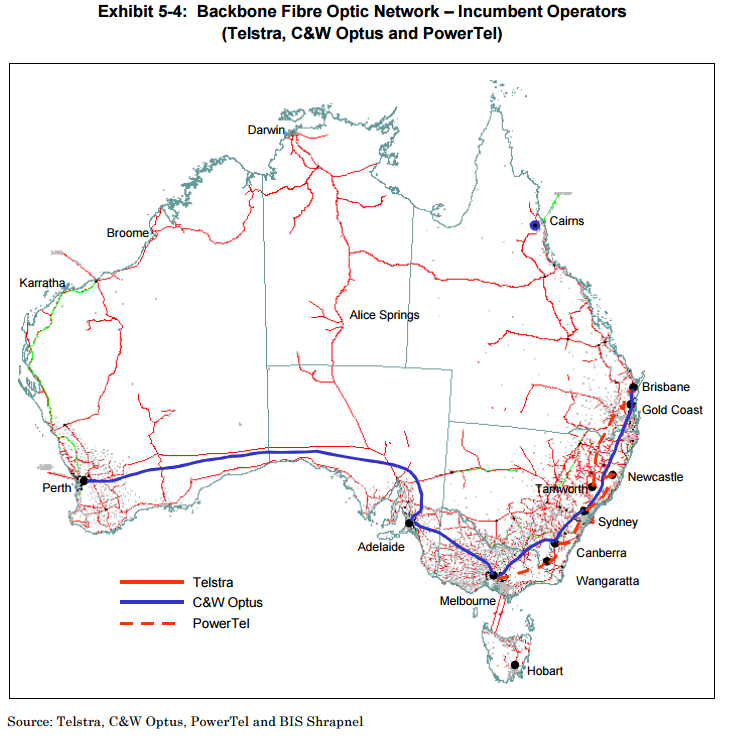 Exhibit 5-4: Backbone Fibre Optic Network – Incumbent Operators
(Telstra, C&W Optus and PowerTel)
Darwin
Cairns
Broome
Karratha
Alice Springs
Brisbane
Gold Coast
Newcastle
Tamworth
Perth
Sydney
Adelaide
Canberra
Wangaratta
Telstra
C&W Optus
Melbourne
PowerTel
Hobart
Source: Telstra, C&W Optus, PowerTel and BIS Shrapnel